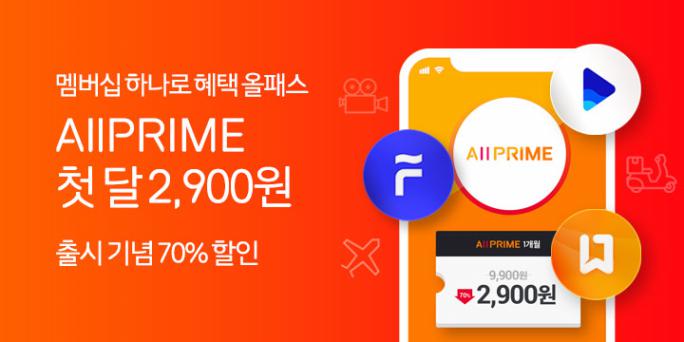 멤버십 하나로 혜택 올패스
AllPRIME
첫 달 2,900원
출시 기념 70% 할인
AllPRIME
AllPRIME 1개월
9,900원
70%
2,900원